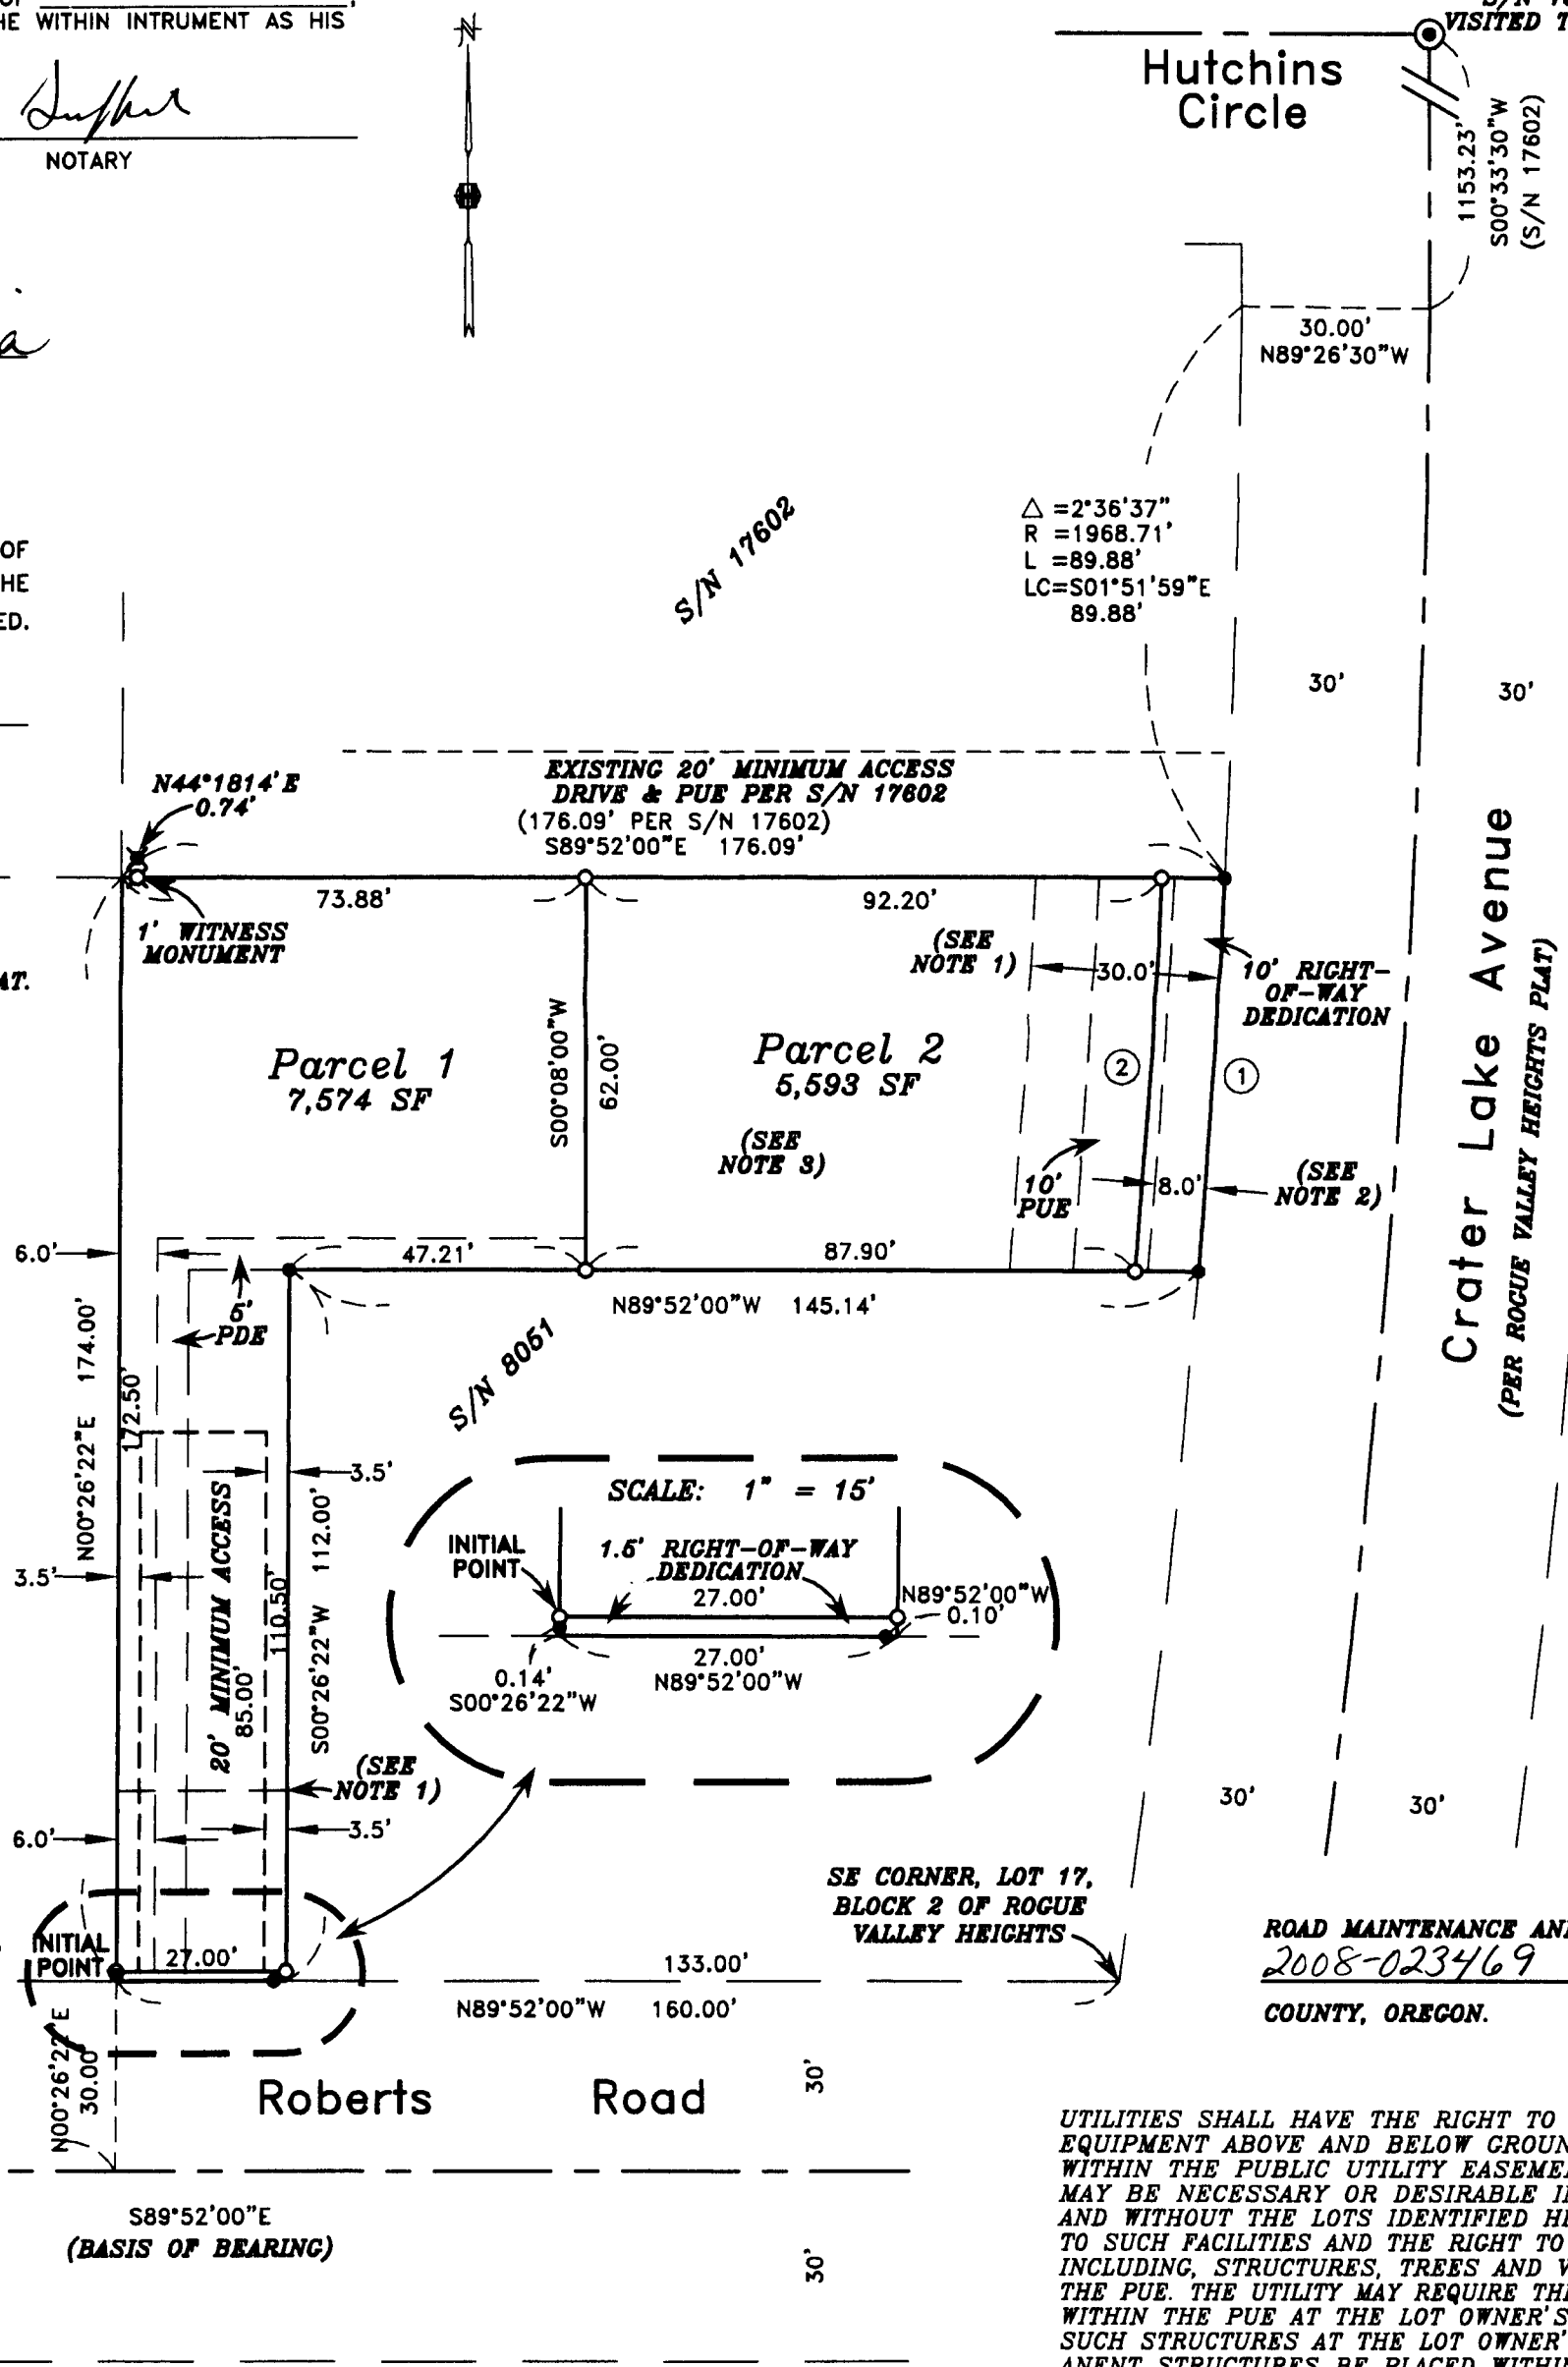 HE WITHIN INTRUMENT AS HIS
NOTARY
N
VISITED T
Hutchins
Circle
1153.23'
S00°33'30"W
(S/N 17602)
30.00'
N89°26'30"W
OF
HE
ED.
S/N 17602
△ =2°36'37"
R =1968.71'
L =89.88'
LC=S01°51'59"E
89.88'
30'
30'
N44°1814'E
0.74'
EXISTING 20' MINIMUM ACCESS
DRIVE & PUE PER S/N 17602
(176.09' PER S/N 17602)
S89°52'00"E 176.09'
73.88'
92.20'
1' WITNESS
MONUMENT
(SEE
NOTE 1)
30.0'
10' RIGHT-
OF-WAY
DEDICATION
AT.
Parcel 1
7,574 SF
S00°08'00"W
62.00'
Parcel 2
5,593 SF
2
1
(SEE
NOTE 3)
10'
PUE
8.0'
(SEE
NOTE 2)
Crater Lake Avenue
(PER ROGUE VALLEY HEIGHTS PLAT)
6.0'
47.21'
87.90'
N89°52'00"W 145.14'
5'
PDE
S/N 8051
N00°26'22"E 174.00'
172.50'
3.5'
SCALE: 1" = 15'
INITIAL
POINT
1.5' RIGHT-OF-WAY
DEDICATION
27.00'
N89°52'00"W
0.10'
27.00'
N89°52'00"W
0.14'
S00°26'22"W
3.5'
20' MINIMUM ACCESS
85.00'
110.50'
S00°26'22"W 112.00'
(SEE
NOTE 1)
3.5'
6.0'
30'
30'
SE CORNER, LOT 17,
BLOCK 2 OF ROGUE
VALLEY HEIGHTS
INITIAL
POINT
27.00'
133.00'
N89°52'00"W 160.00'
ROAD MAINTENANCE AN
2008-023469
COUNTY, OREGON.
N00°26'22"E
30.00'
Roberts Road
30'
S89°52'00"E
(BASIS OF BEARING)
30'
UTILITIES SHALL HAVE THE RIGHT TO
EQUIPMENT ABOVE AND BELOW GROUN
WITHIN THE PUBLIC UTILITY EASEME
MAY BE NECESSARY OR DESIRABLE I
AND WITHOUT THE LOTS IDENTIFIED H
TO SUCH FACILITIES AND THE RIGHT TO
INCLUDING, STRUCTURES, TREES AND V
THE PUE. THE UTILITY MAY REQUIRE TH
WITHIN THE PUE AT THE LOT OWNER'S
SUCH STRUCTURES AT THE LOT OWNER'
ANENT STRUCTURES BE PLACED WITHIN